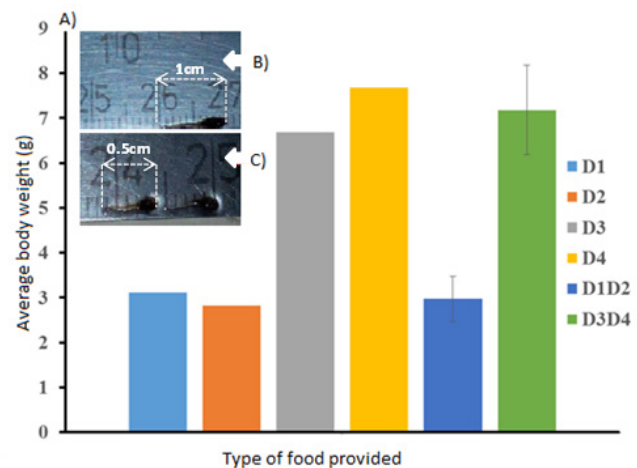 A)
9
8
7
6
5
4
3
2
1
0
Average body weight (g)
Type of food provided
10
1cm
B)
25 26 27
0.5cm
C)
24 25
D1
D2
D3
D4
D1D2
D3D4